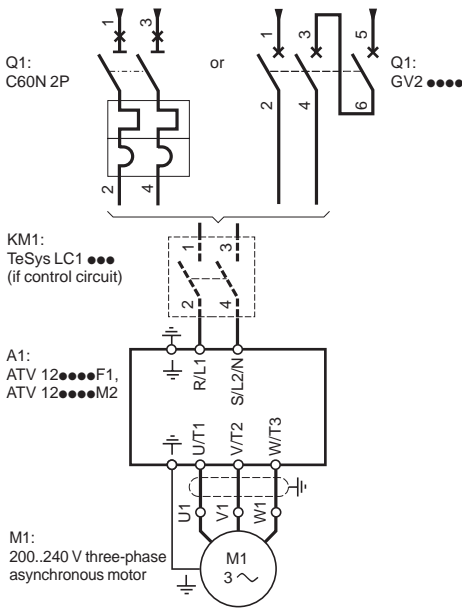 1
3
Q1:
C60N 2P
2
4
or
1
3
5
Q1:
GV2 ●●●●
2
4
6
KM1:
TeSys LC1 ●●●
(if control circuit)
1
3
2
4
A1:
ATV 12●●●●F1,
ATV 12●●●●M2
R/L1
S/L2/N
U/T1
V/T2
W/T3
U1
V1
W1
M1:
200..240 V three-phase
asynchronous motor
M1
3 ~